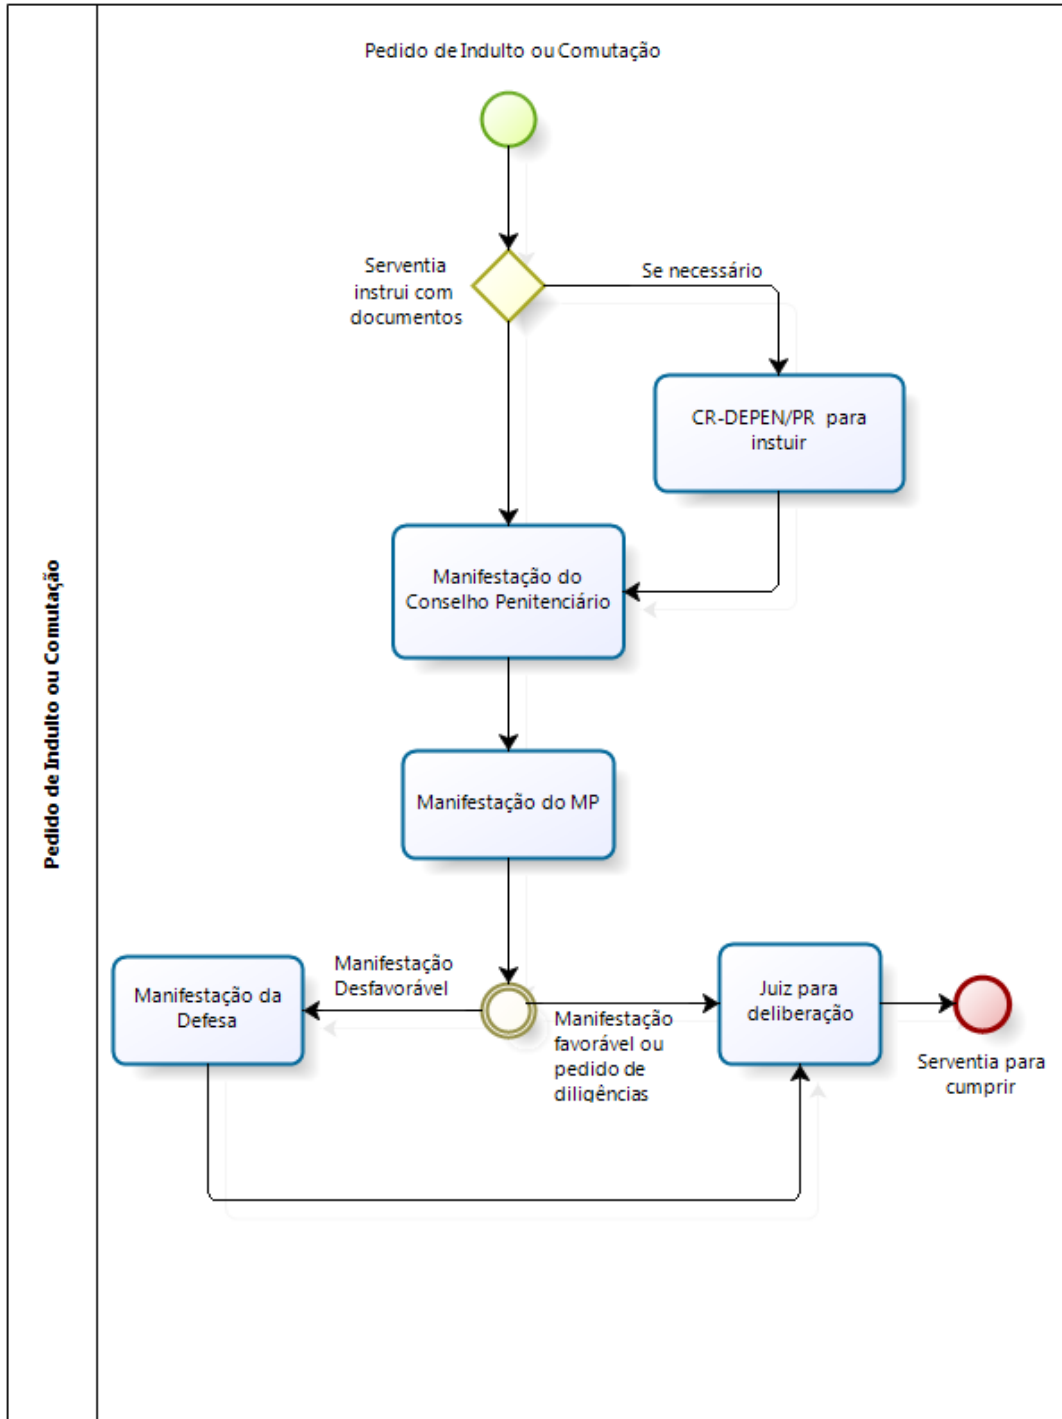 Pedido de Indulto ou Comutação
Pedido de Indulto ou Comutação
Serventia
instrui com
documentos
Se necessário
CR-DEPEN/PR para
instuir
Manifestação do
Conselho Penitenciário
Manifestação do MP
Manifestação
Desfavorável
Manifestação da
Defesa
Manifestação
favorável ou
pedido de
diligências
Juiz para
deliberação
Serventia para
cumprir